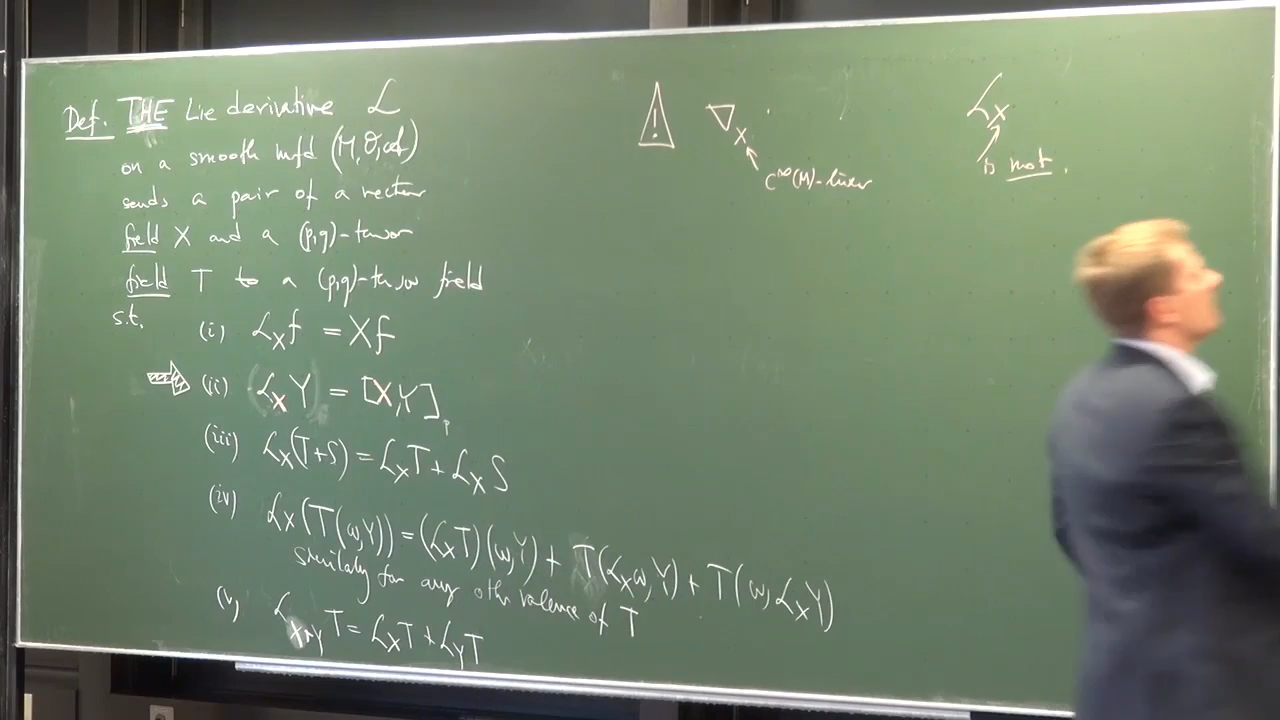 Def. THE Lie derivative ℒ
on a smooth mfd (M,𝒪,𝒜)
sends a pair of a vector
field X and a (p,q)-tensor
field T to a (p,q)-tensor field
s.t.
(i) ℒ_X f = Xf
(ii) ℒ_X Y = [X,Y]
(iii) ℒ_X(T+S) = ℒ_X T + ℒ_X S
(iv) ℒ_X(T(ω,Y)) = (ℒ_X T)(ω,Y) + T(ℒ_X ω,Y) + T(ω,ℒ_X Y)
similarly for any other valence of T
(v) ℒ_{X+Y} T = ℒ_X T + ℒ_Y T
! ∇_X
C^∞(M)-linear
ℒ_X
is not.